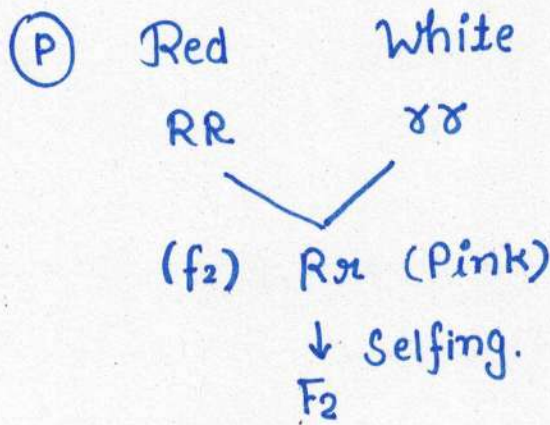 P Red White
RR rr
(f2) Rr (Pink)
↓ Selfing.
F2